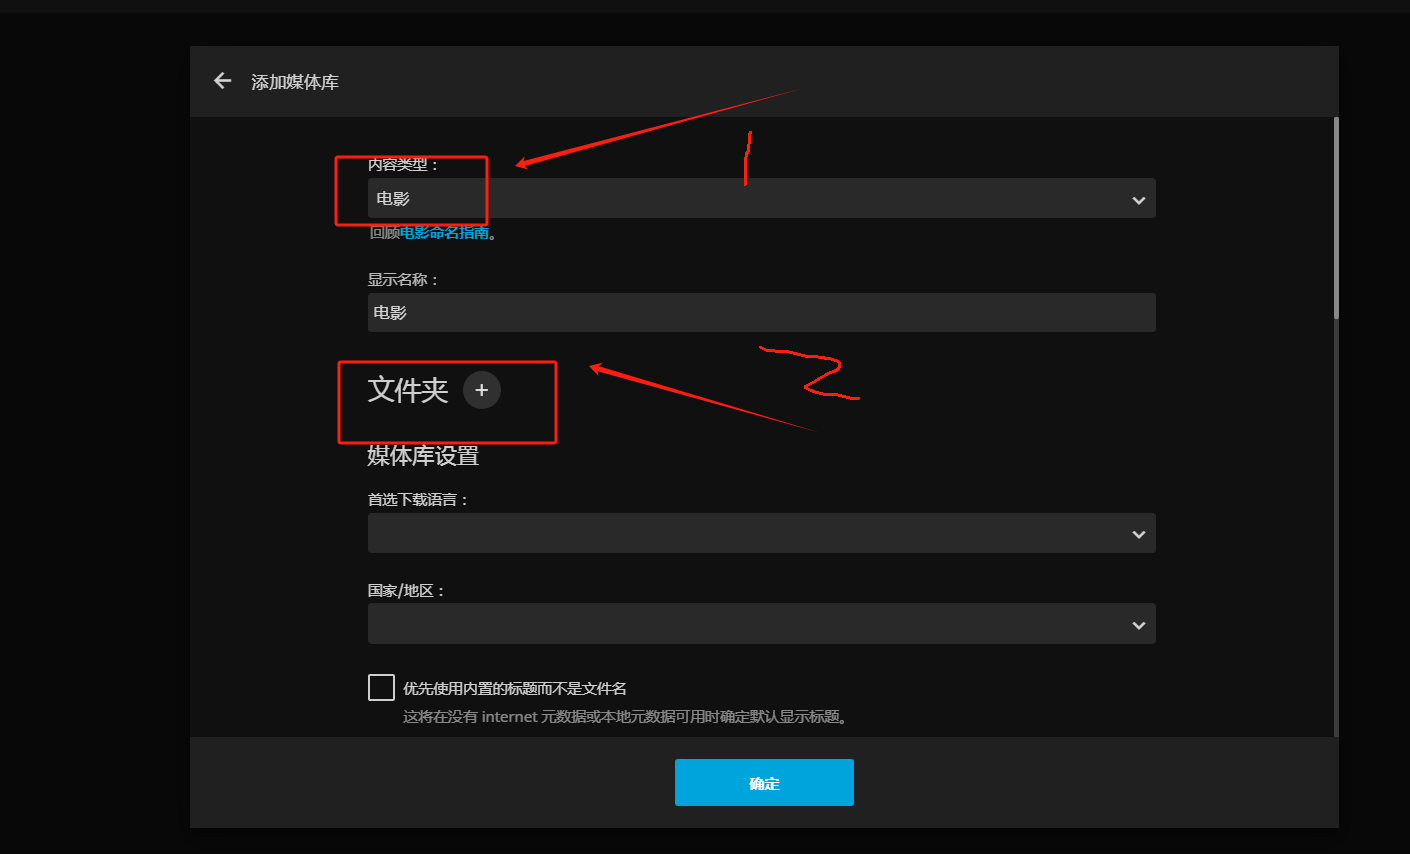 添加媒体库
1
内容类型：
电影
回顾电影命名指南。
显示名称：
电影
2
文件夹 +
媒体库设置
首选下载语言：
国家/地区：
优先使用内置的标题而不是文件名
这将在没有 internet 元数据或本地元数据可用时确定默认显示标题。
确定